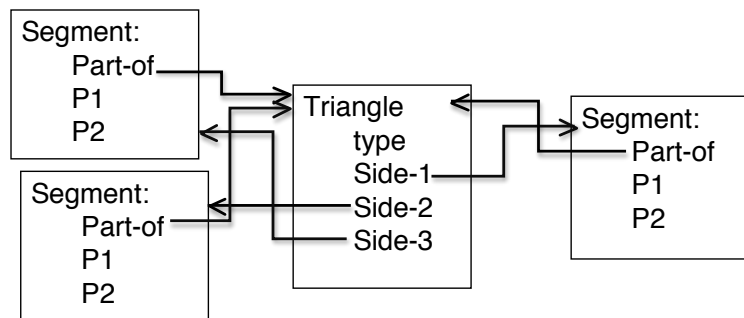 Segment:
Part-of
P1
P2
Segment:
Part-of
P1
P2
Triangle
type
Side-1
Side-2
Side-3
Segment:
Part-of
P1
P2